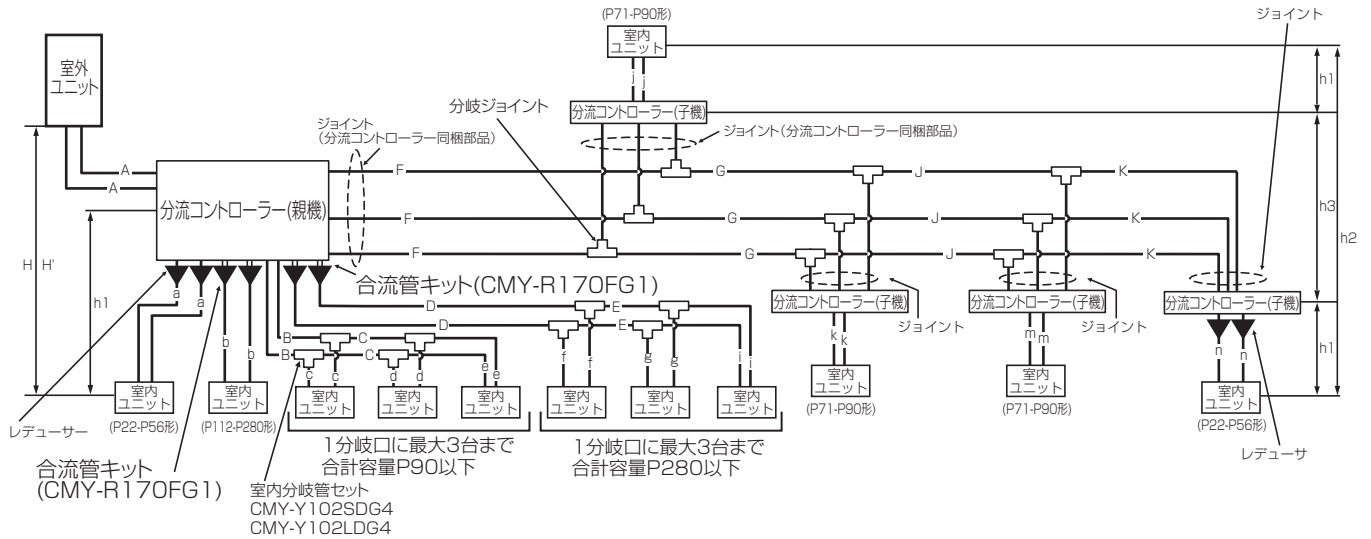 (P71-P90形)
室内
ユニット
ジョイント
室外
ユニット
j
j
h1
分岐ジョイント
分流コントローラー(子機)
ジョイント
(分流コントローラー同梱部品)
ジョイント(分流コントローラー同梱部品)
A
A
F
G
J
K
分流コントローラー(親機)
h3
h2
F
G
J
K
H
H'
F
G
J
K
h1
a
a
b
b
合流管キット(CMY-R170FG1)
分流コントローラー(子機)
分流コントローラー(子機)
分流コントローラー(子機)
D
E
ジョイント
ジョイント
D
E
k
k
m
m
n
n
h1
B
C
B
C
c
c
d
d
e
e
f
f
g
g
i
i
室内
ユニット
室内
ユニット
室内
ユニット
室内
ユニット
室内
ユニット
室内
ユニット
室内
ユニット
室内
ユニット
室内
ユニット
室内
ユニット
室内
ユニット
(P71-P90形)
(P71-P90形)
(P22-P56形)
レデューサー
(P22-P56形)
(P112-P280形)
1分岐口に最大3台まで
合計容量P90以下
1分岐口に最大3台まで
合計容量P280以下
レデューサ
合流管キット
(CMY-R170FG1)
室内分岐管セット
CMY-Y102SDG4
CMY-Y102LDG4